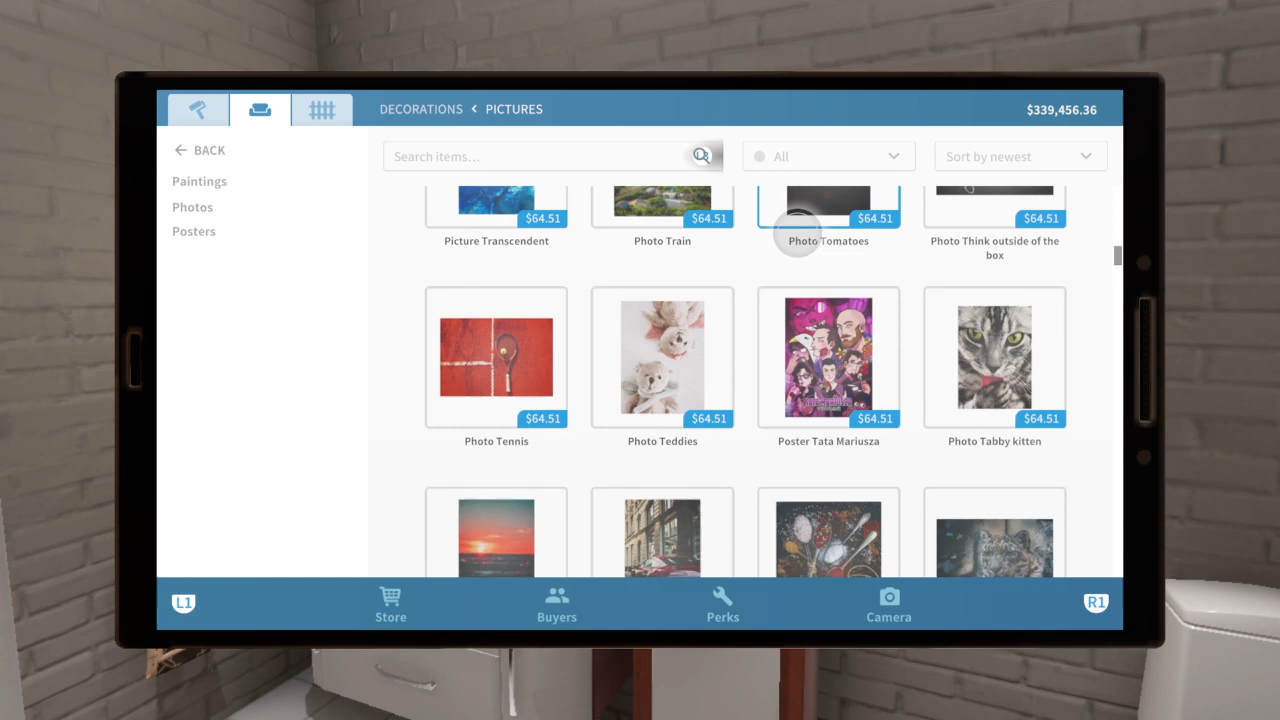 DECORATIONS < PICTURES
$339,456.36
BACK
Search items...
All
Sort by newest
Paintings
Photos
Posters
$64.51
$64.51
$64.51
$64.51
Picture Transcendent
Photo Train
Photo Tomatoes
Photo Think outside of the
box
$64.51
$64.51
$64.51
$64.51
Photo Tennis
Photo Teddies
Poster Tata Mariusza
Photo Tabby kitten
L1
Store
Buyers
Perks
Camera
R1